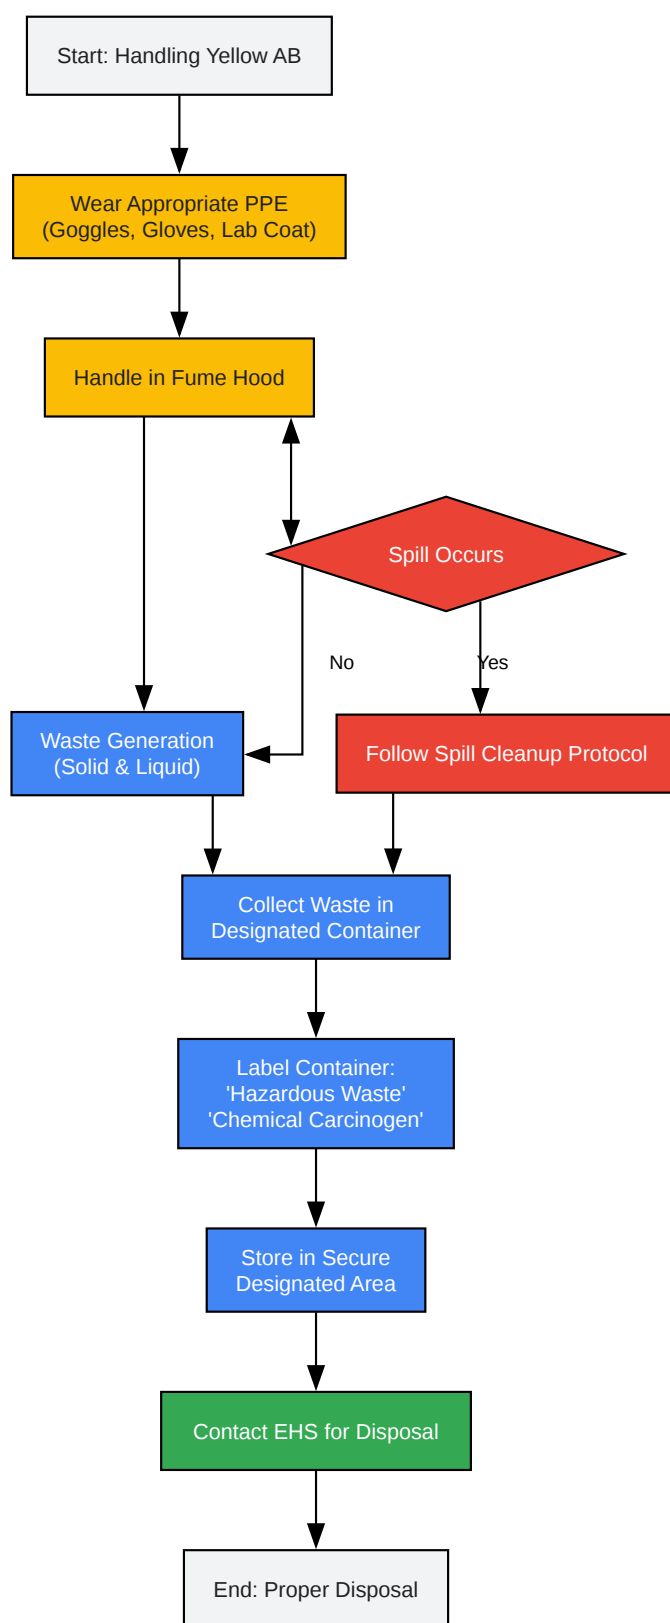 Start: Handling Yellow AB
Wear Appropriate PPE
(Goggles, Gloves, Lab Coat)
Handle in Fume Hood
Spill Occurs
No
Yes
Waste Generation
(Solid & Liquid)
Follow Spill Cleanup Protocol
Collect Waste in
Designated Container
Label Container:
'Hazardous Waste'
'Chemical Carcinogen'
Store in Secure
Designated Area
Contact EHS for Disposal
End: Proper Disposal